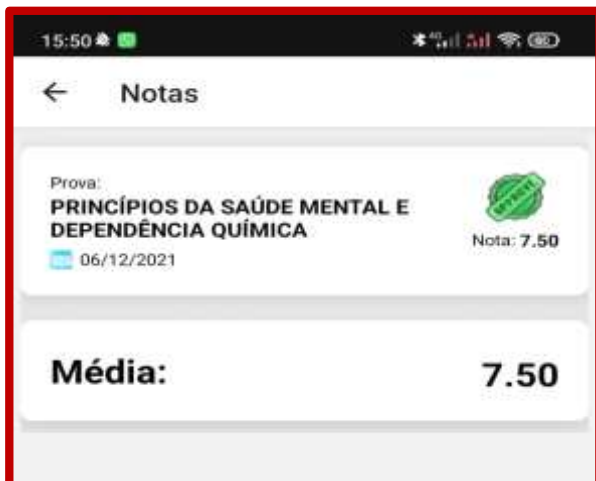 15:50
Notas
Prova:
PRINCÍPIOS DA SAÚDE MENTAL E
DEPENDÊNCIA QUÍMICA
06/12/2021
Nota: 7.50
Média:
7.50